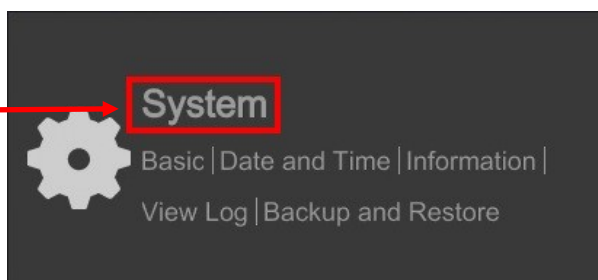 System
Basic | Date and Time | Information |
View Log | Backup and Restore